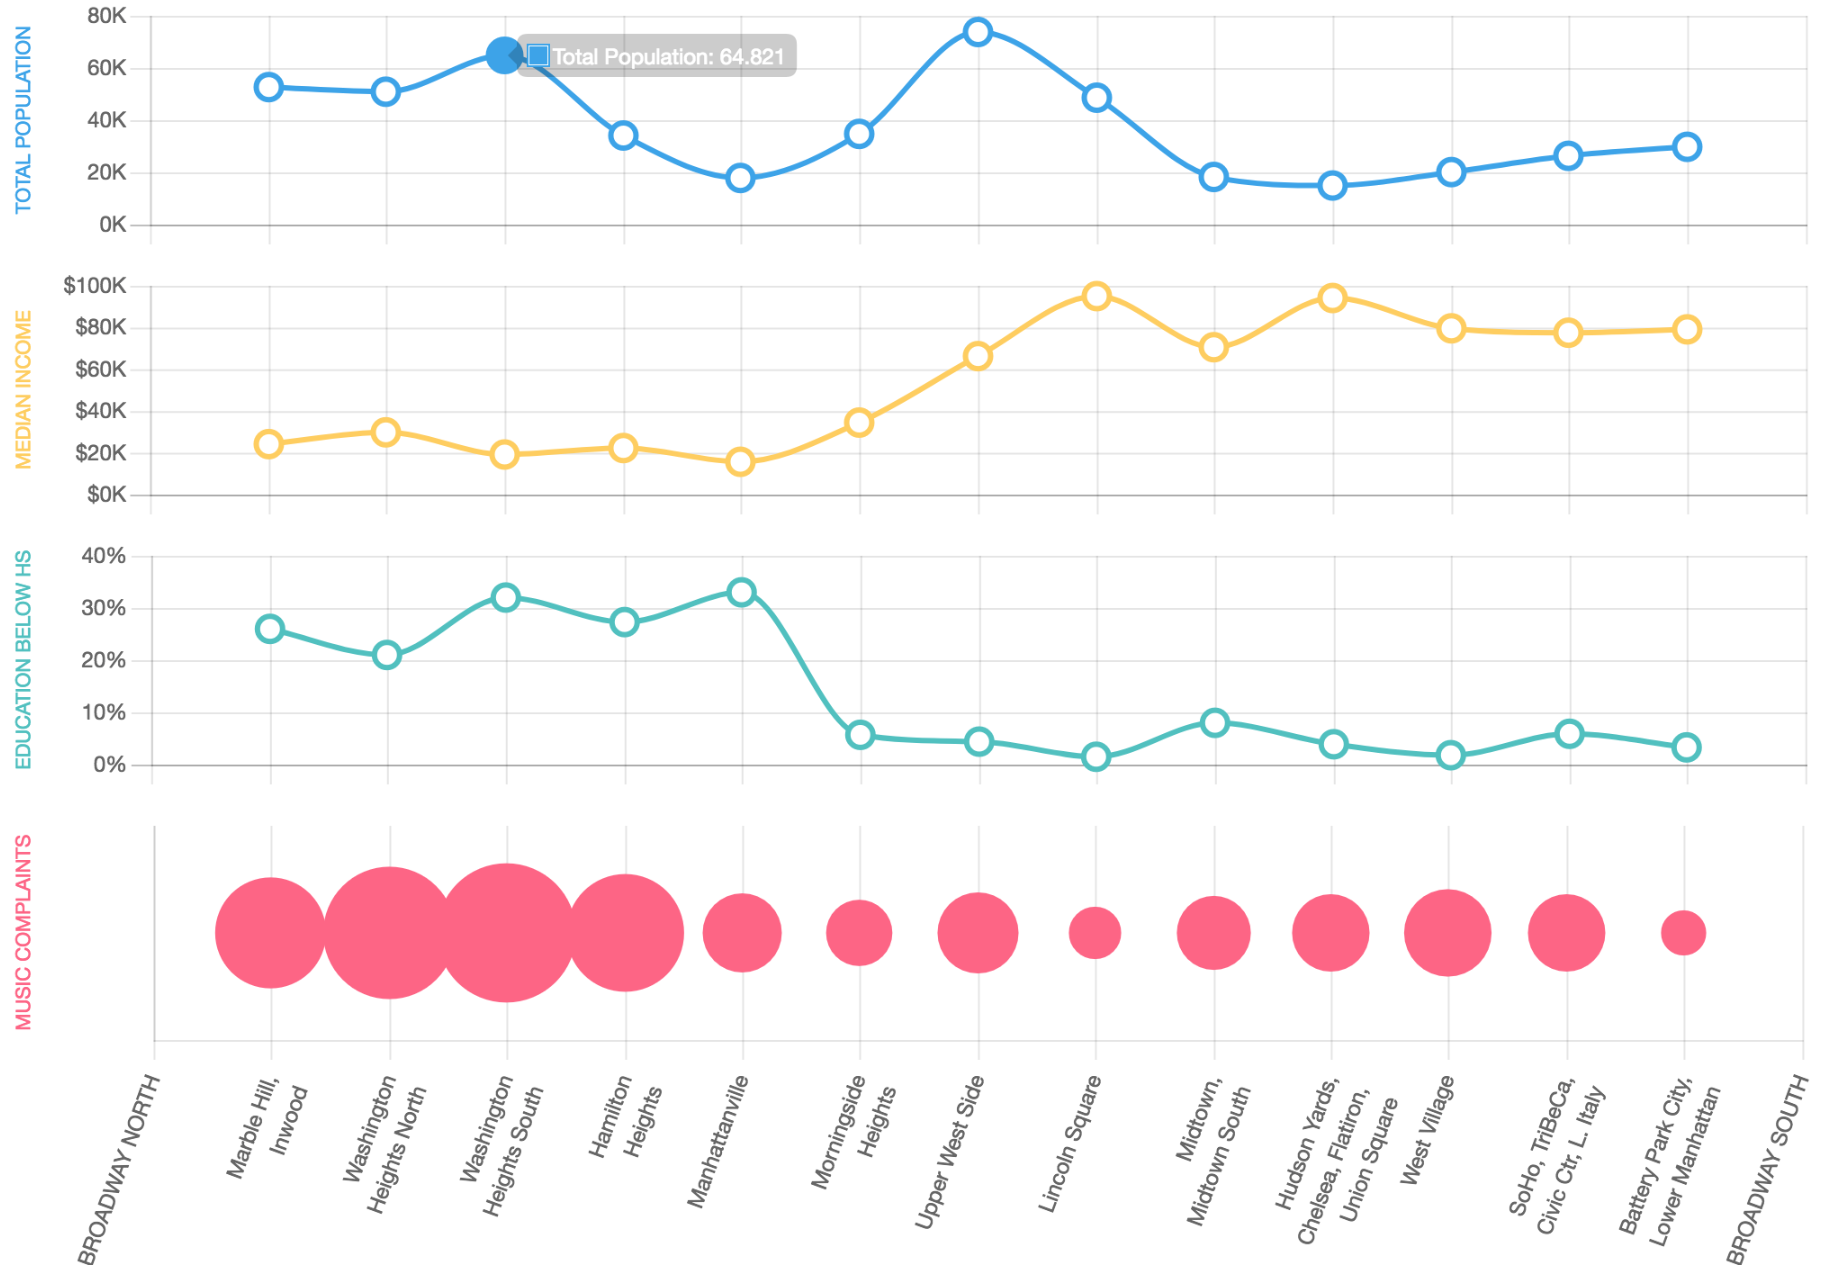 TOTAL POPULATION
80K
60K
40K
20K
0K
Total Population: 64.821
MEDIAN INCOME
$100K
$80K
$60K
$40K
$20K
$0K
EDUCATION BELOW HS
40%
30%
20%
10%
0%
MUSIC COMPLAINTS
BROADWAY NORTH
Marble Hill,
Inwood
Washington
Heights North
Washington
Heights South
Hamilton
Heights
Manhattanville
Morningside
Heights
Upper West Side
Lincoln Square
Midtown,
Midtown South
Hudson Yards,
Chelsea, Flatiron,
Union Square
West Village
SoHo, TriBeCa,
Civic Ctr, L. Italy
Battery Park City,
Lower Manhattan
BROADWAY SOUTH